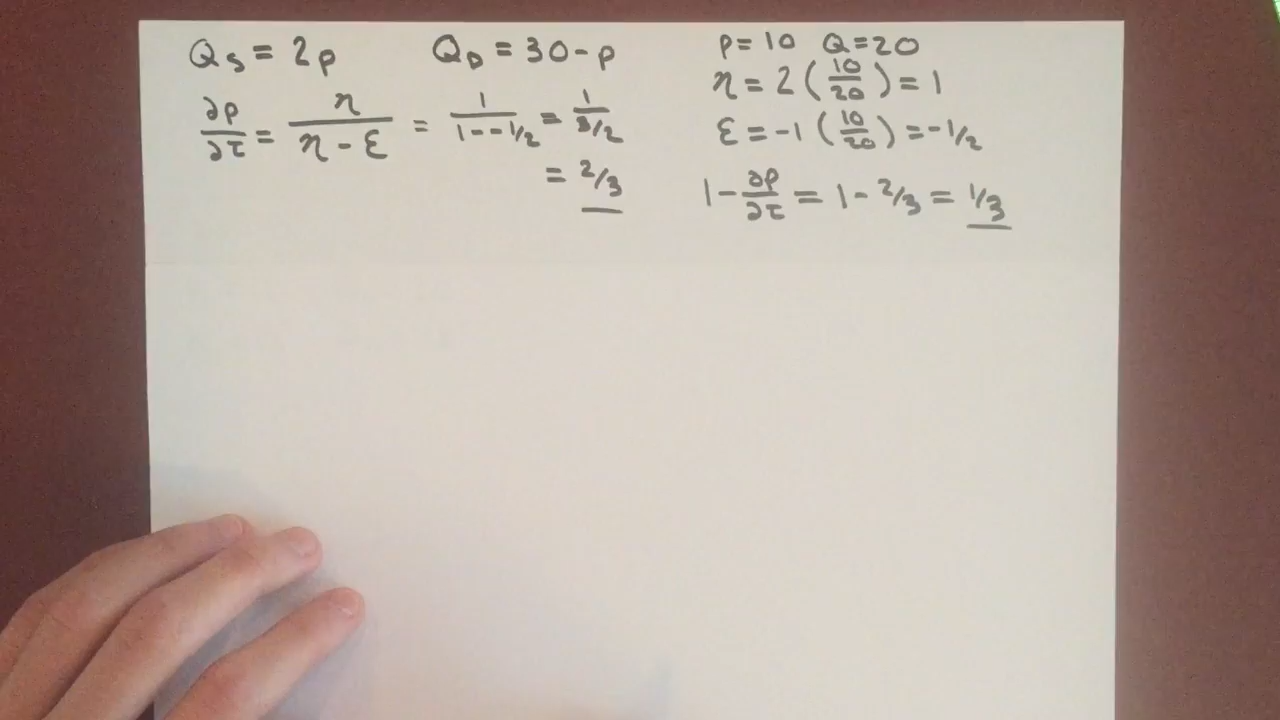 Qs = 2p QD = 30 - p
∂p/∂τ = η/(η - ε) = 1/(1 - -1/2) = 1/(3/2)
= 2/3
p = 10 Q = 20
η = 2 (10/20) = 1
ε = -1 (10/20) = -1/2
1 - ∂p/∂τ = 1 - 2/3 = 1/3